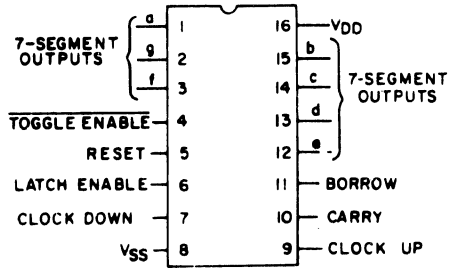 a 1 16 VDD
7-SEGMENT OUTPUTS
g 2 15 b
f 3 14 c
7-SEGMENT OUTPUTS
TOGGLE ENABLE 4 13 d
RESET 5 12 e
LATCH ENABLE 6 11 BORROW
CLOCK DOWN 7 10 CARRY
VSS 8 9 CLOCK UP